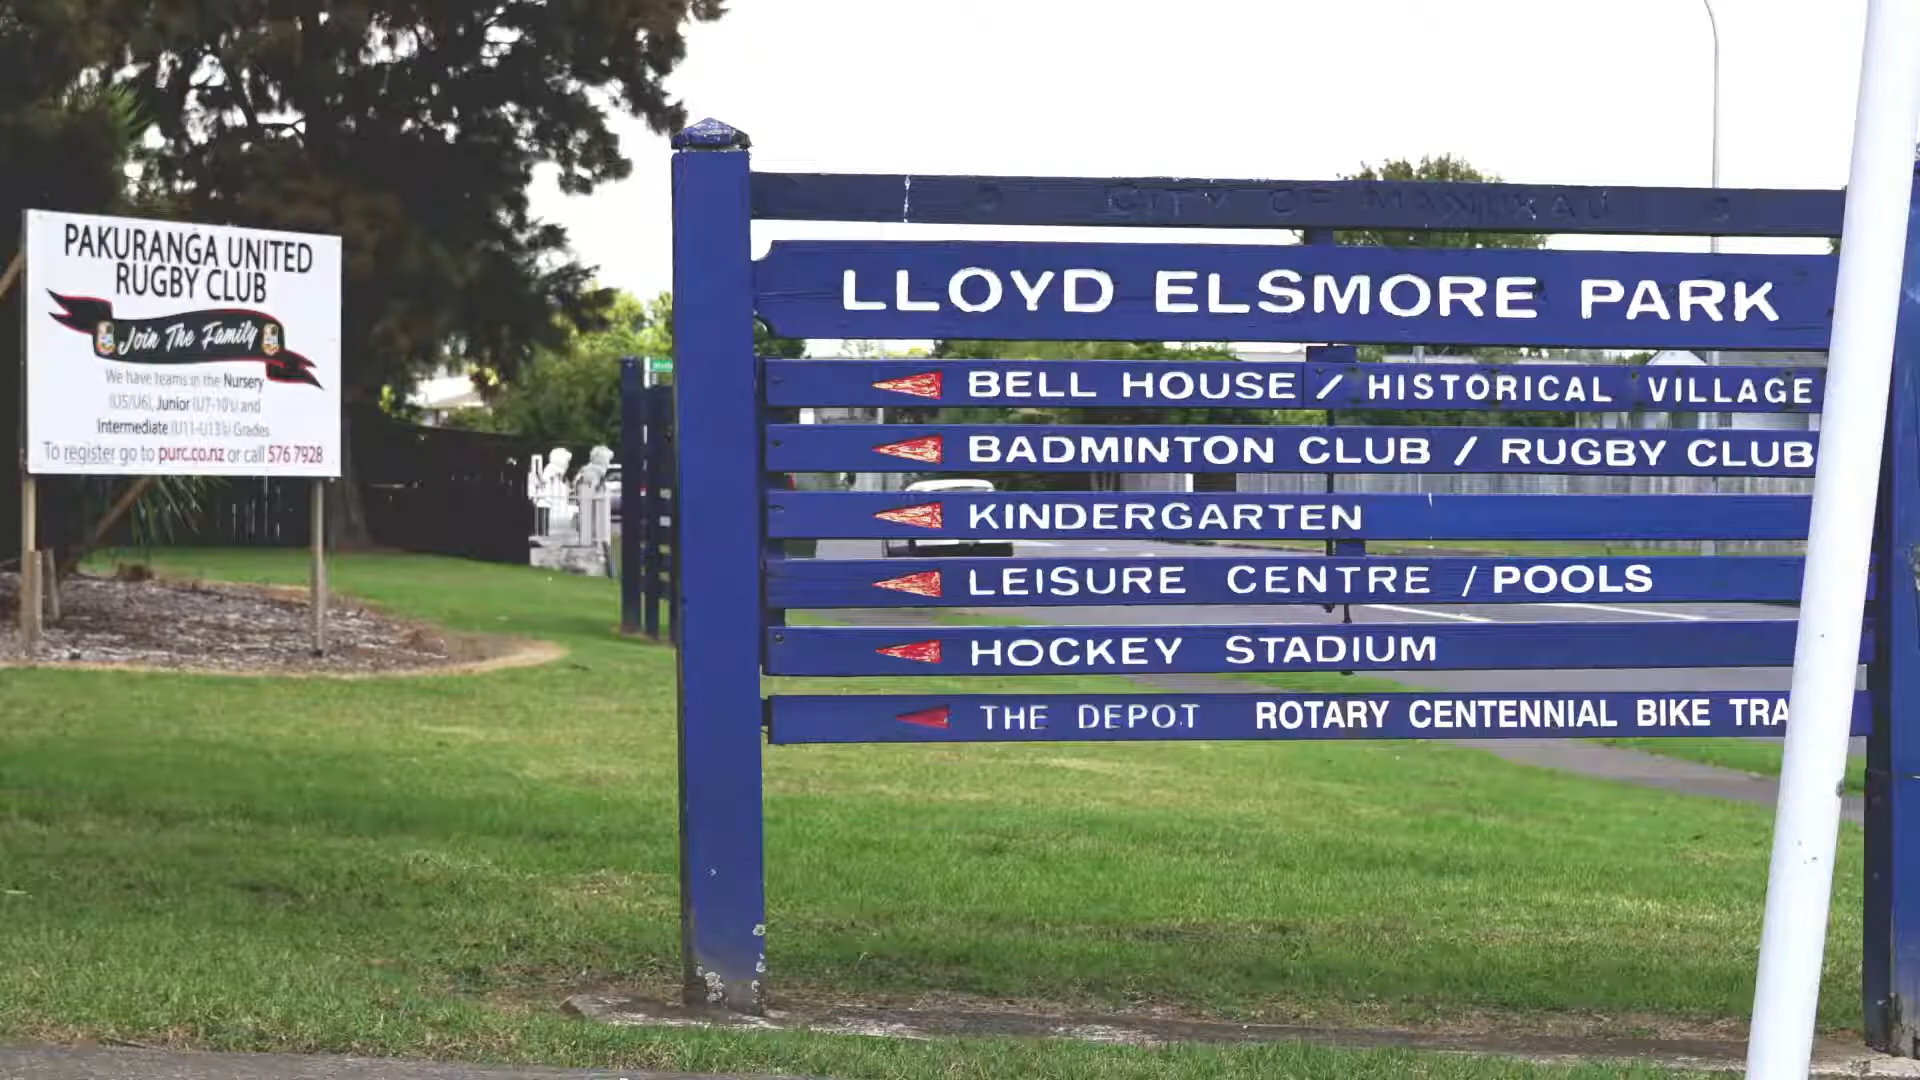 PAKURANGA UNITED
RUGBY CLUB
Join The Family
We have teams in the Nursery
(U5/U6), Junior (U7-10's) and
Intermediate (U11-U13's) Grades
To register go to purc.co.nz or call 576 7928
CITY OF MANUKAU
LLOYD ELSMORE PARK
BELL HOUSE / HISTORICAL VILLAGE
BADMINTON CLUB / RUGBY CLUB
KINDERGARTEN
LEISURE CENTRE / POOLS
HOCKEY STADIUM
THE DEPOT ROTARY CENTENNIAL BIKE TRA